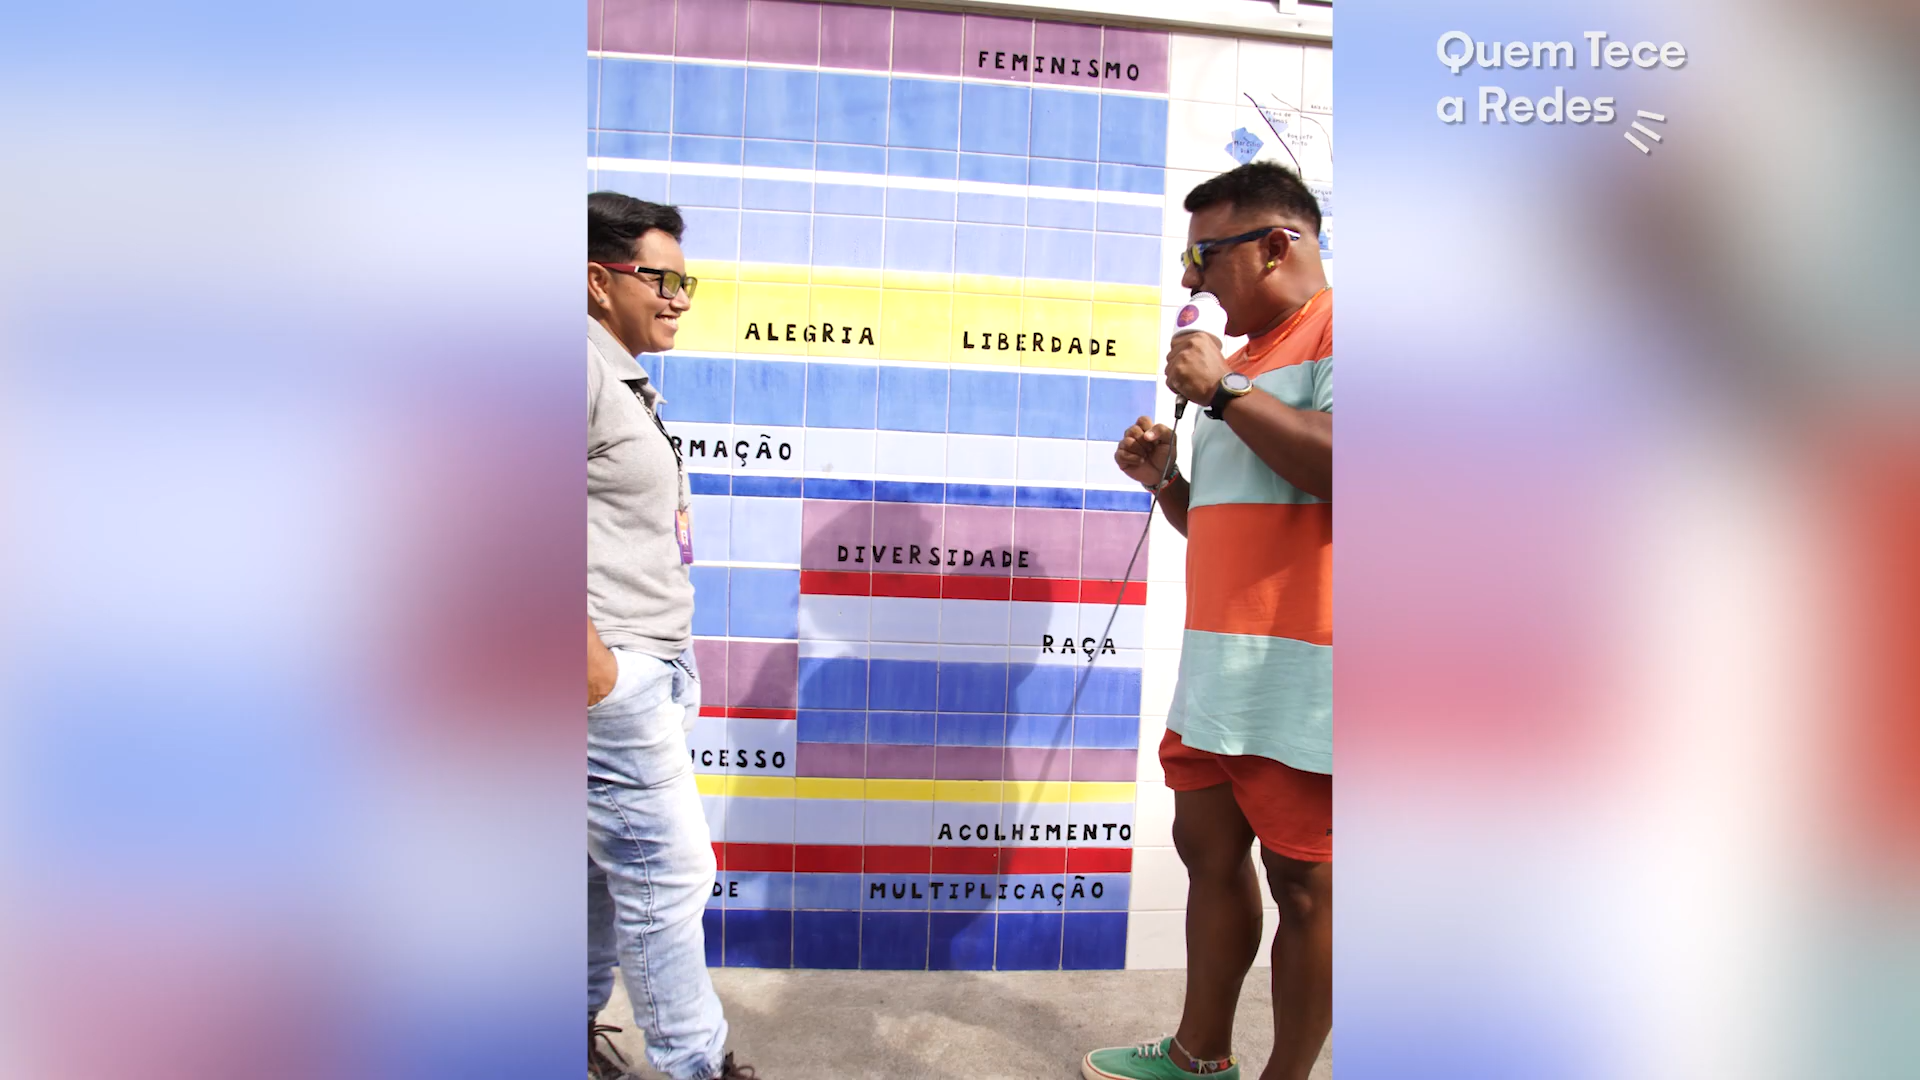 Quem Tece
a Redes
FEMINISMO
ALEGRIA LIBERDADE
RMAÇÃO
DIVERSIDADE
RAÇA
CESSO
ACOLHIMENTO
DE MULTIPLICAÇÃO